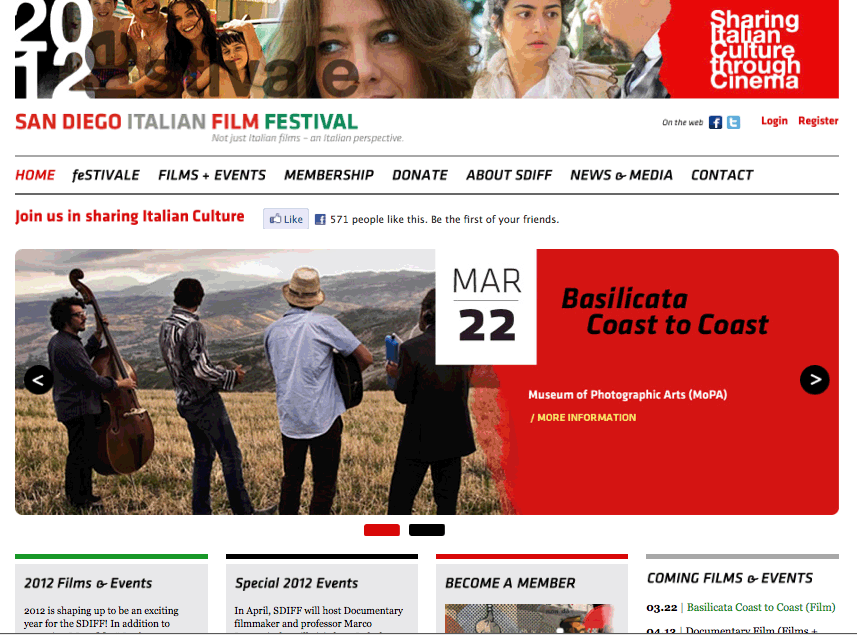 20
12
estivale
Sharing
Italian
Culture
through
Cinema
SAN DIEGO ITALIAN FILM FESTIVAL
Not just Italian films – an Italian perspective.
On the web
Login Register
HOME feSTIVALE FILMS + EVENTS MEMBERSHIP DONATE ABOUT SDIFF NEWS & MEDIA CONTACT
Join us in sharing Italian Culture
Like
571 people like this. Be the first of your friends.
MAR
22
Basilicata
Coast to Coast
< >
Museum of Photographic Arts (MoPA)
/ MORE INFORMATION
2012 Films & Events
2012 is shaping up to be an exciting
year for the SDIFF! In addition to
Special 2012 Events
In April, SDIFF will host Documentary
filmmaker and professor Marco
BECOME A MEMBER
COMING FILMS & EVENTS
03.22 | Basilicata Coast to Coast (Film)
04.12 | Documentary Film (Films +